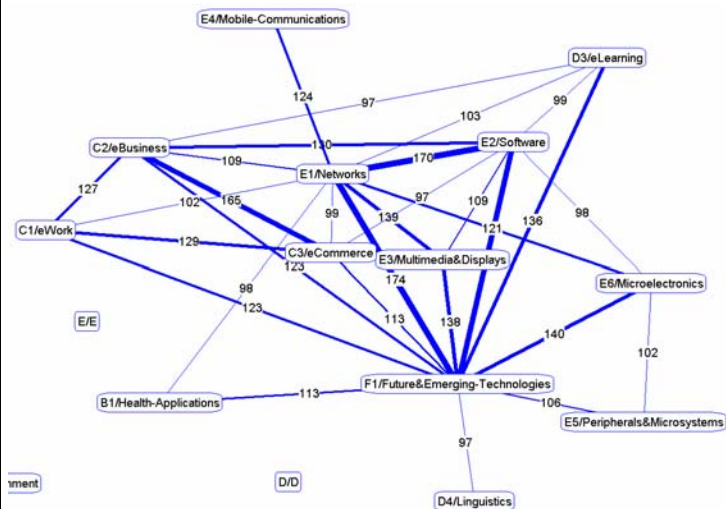 E4/Mobile-Communications
D3/eLearning
124
97
103
99
C2/eBusiness
130
E2/Software
109
170
E1/Networks
127
102
165
99
97
109
98
136
139
121
C1/eWork
129
C3/eCommerce
E3/Multimedia&Displays
123
174
E6/Microelectronics
98
123
E/E
113
138
140
102
F1/Future&Emerging-Technologies
B1/Health-Applications
113
106
E5/Peripherals&Microsystems
97
D/D
nment
D4/Linguistics